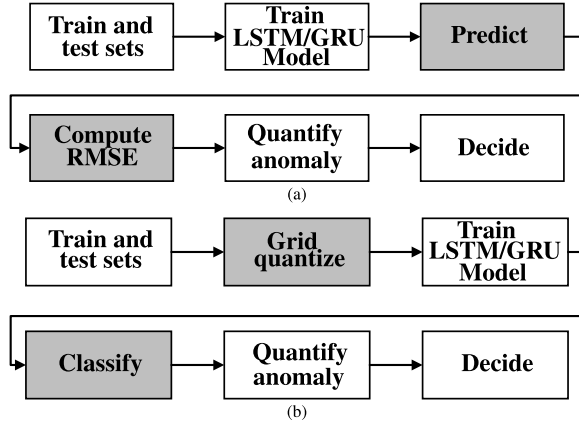 Train and
test sets
Train
LSTM/GRU
Model
Predict
Compute
RMSE
Quantify
anomaly
Decide
(a)
Train and
test sets
Grid
quantize
Train
LSTM/GRU
Model
Classify
Quantify
anomaly
Decide
(b)